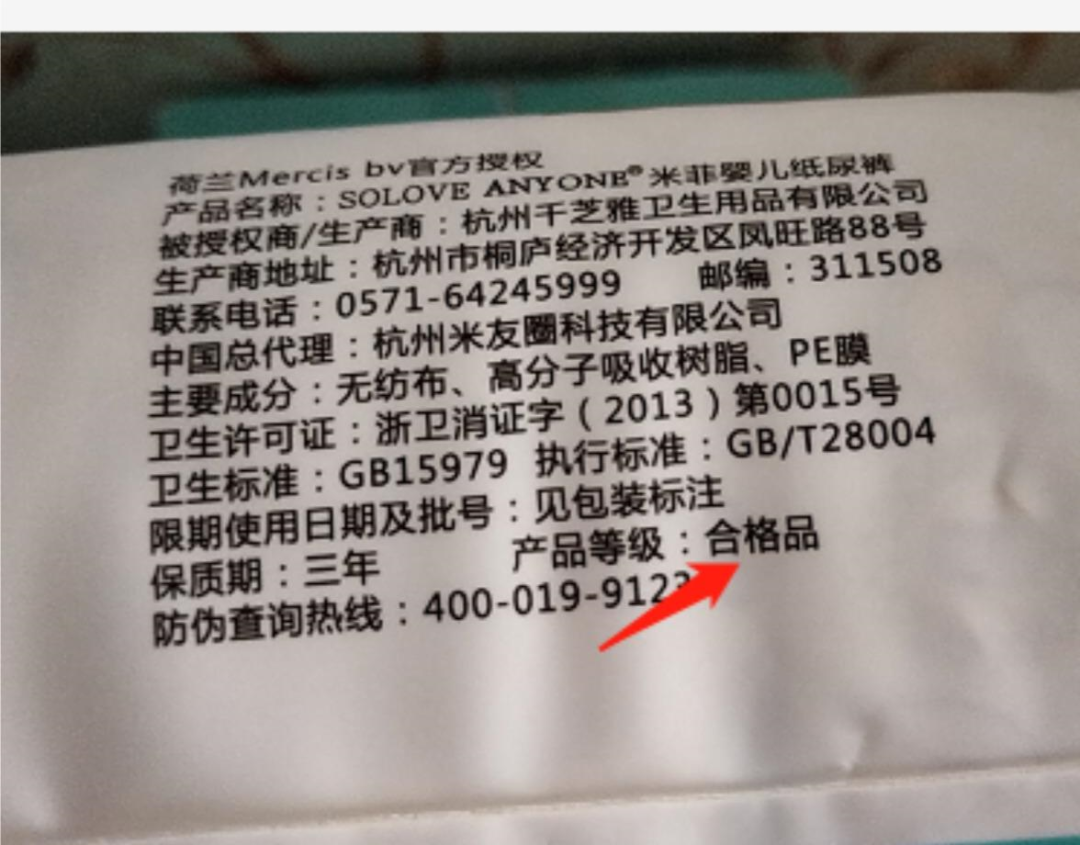 荷兰Mercis bv官方授权
产品名称：SOLOVE ANYONE®米菲婴儿纸尿裤
被授权商/生产商：杭州千芝雅卫生用品有限公司
生产商地址：杭州市桐庐经济开发区凤旺路88号
联系电话：0571-64245999 邮编：311508
中国总代理：杭州米友圈科技有限公司
主要成分：无纺布、高分子吸收树脂、PE膜
卫生许可证：浙卫消证字（2013）第0015号
卫生标准：GB15979 执行标准：GB/T28004
限期使用日期及批号：见包装标注
保质期：三年 产品等级：合格品
防伪查询热线：400-019-912